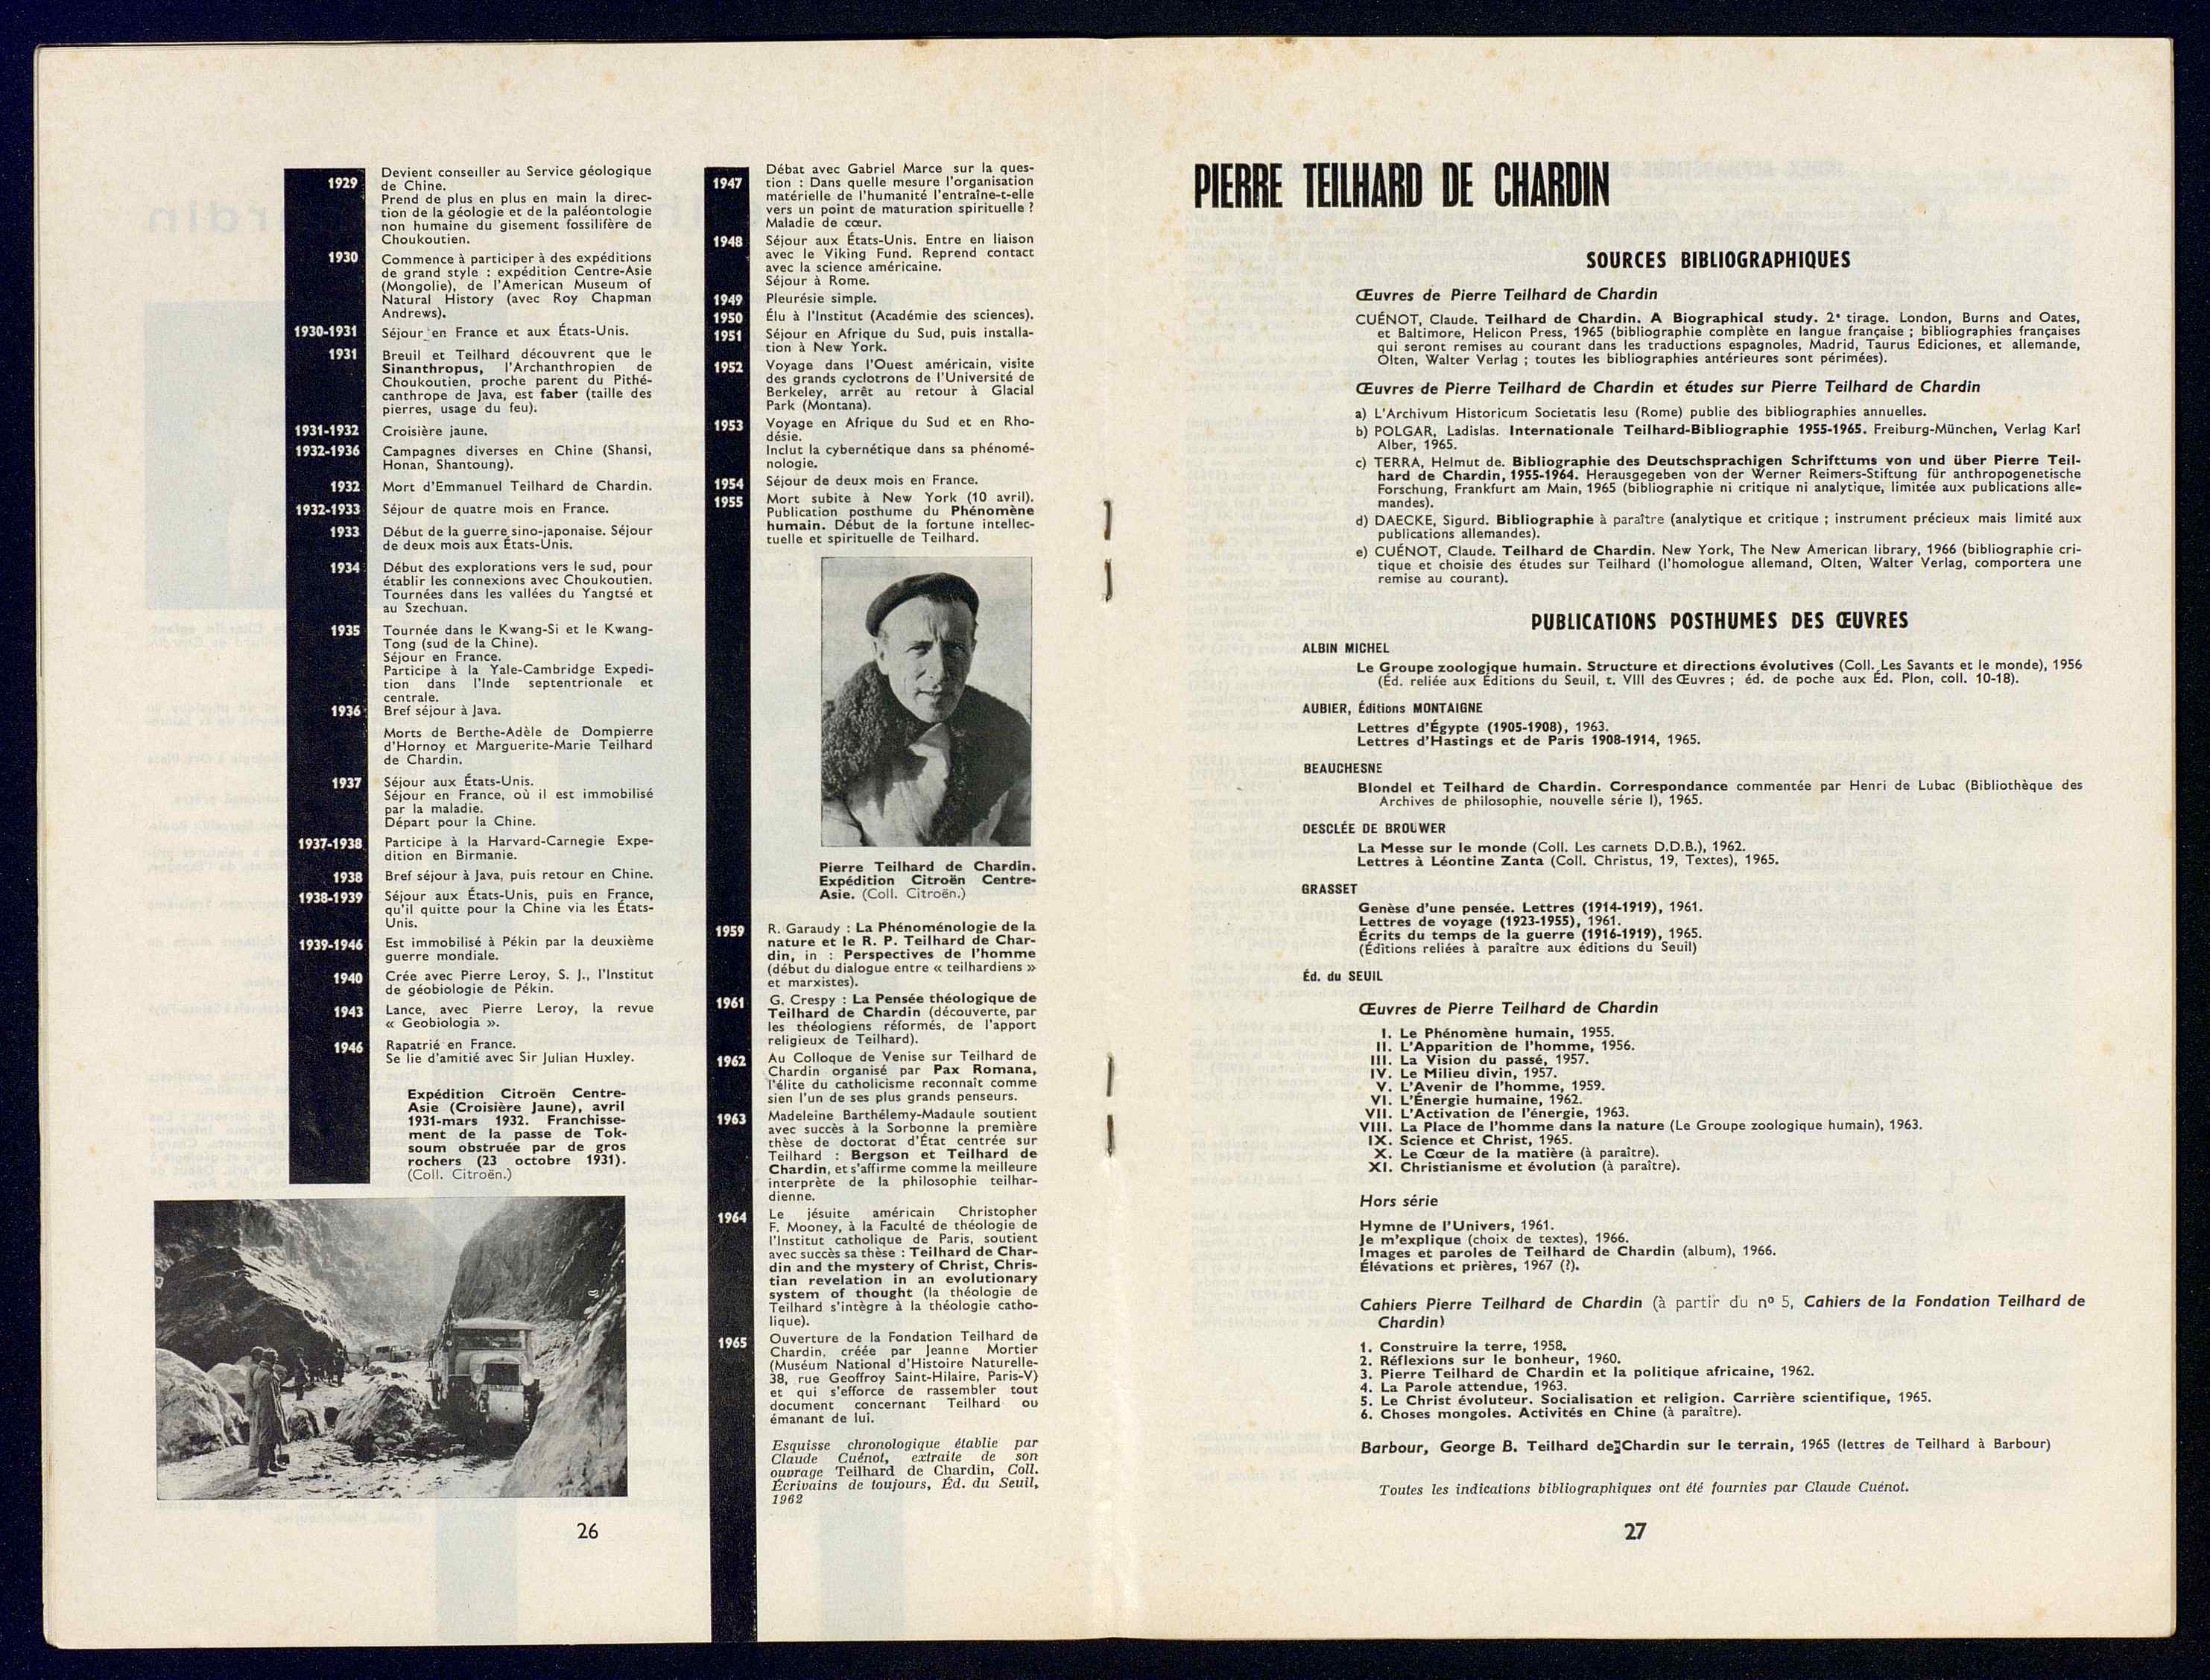 1929
Devient conseiller au Service géologique
de Chine.
Prend de plus en plus en main la direc-
tion de la géologie et de la paléontologie
non humaine du gisement fossilifère de
Choukoutien.
1930
Commence à participer à des expéditions
de grand style : expédition Centre-Asie
(Mongolie), de l'American Museum of
Natural History (avec Roy Chapman
Andrews).
1930-1931
Séjour en France et aux États-Unis.
1931
Breuil et Teilhard découvrent que le
Sinanthropus, l'Archanthropien de
Choukoutien, proche parent du Pithé-
canthrope de Java, est faber (taille des
pierres, usage du feu).
1931-1932
Croisière jaune.
1932-1936
Campagnes diverses en Chine (Shansi,
Honan, Shantoung).
1932
Mort d'Emmanuel Teilhard de Chardin.
1932-1933
Séjour de quatre mois en France.
1933
Début de la guerre sino-japonaise. Séjour
de deux mois aux États-Unis.
1934
Début des explorations vers le sud, pour
établir les connexions avec Choukoutien.
Tournées dans les vallées du Yangtsé et
au Szechuan.
1935
Tournée dans le Kwang-Si et le Kwang-
Tong (sud de la Chine).
Séjour en France.
Participe à la Yale-Cambridge Expedi-
tion dans l'Inde septentrionale et
centrale.
1936
Bref séjour à Java.
Morts de Berthe-Adèle de Dompierre
d'Hornoy et Marguerite-Marie Teilhard
de Chardin.
1937
Séjour aux États-Unis.
Séjour en France, où il est immobilisé
par la maladie.
Départ pour la Chine.
1937-1938
Participe à la Harvard-Carnegie Expe-
dition en Birmanie.
1938
Bref séjour à Java, puis retour en Chine.
1938-1939
Séjour aux États-Unis, puis en France,
qu'il quitte pour la Chine via les États-
Unis.
1939-1946
Est immobilisé à Pékin par la deuxième
guerre mondiale.
1940
Crée avec Pierre Leroy, S. J., l'Institut
de géobiologie de Pékin.
1943
Lance, avec Pierre Leroy, la revue
« Geobiologia ».
1946
Rapatrié en France.
Se lie d'amitié avec Sir Julian Huxley.
Expédition Citroën Centre-
Asie (Croisière Jaune), avril
1931-mars 1932. Franchisse-
ment de la passe de Tok-
soum obstruée par de gros
rochers (23 octobre 1931).
(Coll. Citroën.)
26
1947
Débat avec Gabriel Marce sur la ques-
tion : Dans quelle mesure l'organisation
matérielle de l'humanité l'entraîne-t-elle
vers un point de maturation spirituelle ?
Maladie de cœur.
1948
Séjour aux États-Unis. Entre en liaison
avec le Viking Fund. Reprend contact
avec la science américaine.
Séjour à Rome.
1949
Pleurésie simple.
1950
Élu à l'Institut (Académie des sciences).
1951
Séjour en Afrique du Sud, puis installa-
tion à New York.
1952
Voyage dans l'Ouest américain, visite
des grands cyclotrons de l'Université de
Berkeley, arrêt au retour à Glacial
Park (Montana).
1953
Voyage en Afrique du Sud et en Rho-
désie.
Inclut la cybernétique dans sa phénomé-
nologie.
1954
Séjour de deux mois en France.
1955
Mort subite à New York (10 avril).
Publication posthume du Phénomène
humain. Début de la fortune intellec-
tuelle et spirituelle de Teilhard.
Pierre Teilhard de Chardin.
Expédition Citroën Centre-
Asie. (Coll. Citroën.)
1959
R. Garaudy : La Phénoménologie de la
nature et le R. P. Teilhard de Char-
din, in : Perspectives de l'homme
(début du dialogue entre « teilhardiens »
et marxistes).
1961
G. Crespy : La Pensée théologique de
Teilhard de Chardin (découverte, par
les théologiens réformés, de l'apport
religieux de Teilhard).
1962
Au Colloque de Venise sur Teilhard de
Chardin organisé par Pax Romana,
l'élite du catholicisme reconnaît comme
sien l'un de ses plus grands penseurs.
1963
Madeleine Barthélemy-Madaule soutient
avec succès à la Sorbonne la première
thèse de doctorat d'État centrée sur
Teilhard : Bergson et Teilhard de
Chardin, et s'affirme comme la meilleure
interprète de la philosophie teilhar-
dienne.
1964
Le jésuite américain Christopher
F. Mooney, à la Faculté de théologie de
l'Institut catholique de Paris, soutient
avec succès sa thèse : Teilhard de Char-
din and the mystery of Christ, Chris-
tian revelation in an evolutionary
system of thought (la théologie de
Teilhard s'intègre à la théologie catho-
lique).
1965
Ouverture de la Fondation Teilhard de
Chardin, créée par Jeanne Mortier
(Muséum National d'Histoire Naturelle-
38, rue Geoffroy Saint-Hilaire, Paris-V)
et qui s'efforce de rassembler tout
document concernant Teilhard ou
émanant de lui.
Esquisse chronologique établie par
Claude Cuénot, extraite de son
ouvrage Teilhard de Chardin, Coll.
Écrivains de toujours, Éd. du Seuil,
1962
PIERRE TEILHARD DE CHARDIN
SOURCES BIBLIOGRAPHIQUES
Œuvres de Pierre Teilhard de Chardin
CUÉNOT, Claude. Teilhard de Chardin. A Biographical study. 2e tirage. London, Burns and Oates,
et Baltimore, Helicon Press, 1965 (bibliographie complète en langue française ; bibliographies françaises
qui seront remises au courant dans les traductions espagnoles, Madrid, Taurus Ediciones, et allemande,
Olten, Walter Verlag ; toutes les bibliographies antérieures sont périmées).
Œuvres de Pierre Teilhard de Chardin et études sur Pierre Teilhard de Chardin
a) L'Archivum Historicum Societatis Iesu (Rome) publie des bibliographies annuelles.
b) POLGAR, Ladislas. Internationale Teilhard-Bibliographie 1955-1965. Freiburg-München, Verlag Karl
Alber, 1965.
c) TERRA, Helmut de. Bibliographie des Deutschsprachigen Schrifttums von und über Pierre Teil-
hard de Chardin, 1955-1964. Herausgegeben von der Werner Reimers-Stiftung für anthropogenetische
Forschung, Frankfurt am Main, 1965 (bibliographie ni critique ni analytique, limitée aux publications alle-
mandes).
d) DAECKE, Sigurd. Bibliographie à paraître (analytique et critique ; instrument précieux mais limité aux
publications allemandes).
e) CUÉNOT, Claude. Teilhard de Chardin. New York, The New American library, 1966 (bibliographie cri-
tique et choisie des études sur Teilhard (l'homologue allemand, Olten, Walter Verlag, comportera une
remise au courant).
PUBLICATIONS POSTHUMES DES ŒUVRES
ALBIN MICHEL
Le Groupe zoologique humain. Structure et directions évolutives (Coll. Les Savants et le monde), 1956
(Éd. reliée aux Éditions du Seuil, t. VIII des Œuvres ; éd. de poche aux Éd. Plon, coll. 10-18).
AUBIER, Éditions MONTAIGNE
Lettres d'Égypte (1905-1908), 1963.
Lettres d'Hastings et de Paris 1908-1914, 1965.
BEAUCHESNE
Blondel et Teilhard de Chardin. Correspondance commentée par Henri de Lubac (Bibliothèque des
Archives de philosophie, nouvelle série I), 1965.
DESCLÉE DE BROUWER
La Messe sur le monde (Coll. Les carnets D.D.B.), 1962.
Lettres à Léontine Zanta (Coll. Christus, 19, Textes), 1965.
GRASSET
Genèse d'une pensée. Lettres (1914-1919), 1961.
Lettres de voyage (1923-1955), 1961.
Écrits du temps de la guerre (1916-1919), 1965.
(Éditions reliées à paraître aux éditions du Seuil)
Éd. du SEUIL
Œuvres de Pierre Teilhard de Chardin
I. Le Phénomène humain, 1955.
II. L'Apparition de l'homme, 1956.
III. La Vision du passé, 1957.
IV. Le Milieu divin, 1957.
V. L'Avenir de l'homme, 1959.
VI. L'Énergie humaine, 1962.
VII. L'Activation de l'énergie, 1963.
VIII. La Place de l'homme dans la nature (Le Groupe zoologique humain), 1963.
IX. Science et Christ, 1965.
X. Le Cœur de la matière (à paraître).
XI. Christianisme et évolution (à paraître).
Hors série
Hymne de l'Univers, 1961.
Je m'explique (choix de textes), 1966.
Images et paroles de Teilhard de Chardin (album), 1966.
Élévations et prières, 1967 (?).
Cahiers Pierre Teilhard de Chardin (à partir du nº 5, Cahiers de la Fondation Teilhard de
Chardin)
1. Construire la terre, 1958.
2. Réflexions sur le bonheur, 1960.
3. Pierre Teilhard de Chardin et la politique africaine, 1962.
4. La Parole attendue, 1963.
5. Le Christ évoluteur. Socialisation et religion. Carrière scientifique, 1965.
6. Choses mongoles. Activités en Chine (à paraître).
Barbour, George B. Teilhard de Chardin sur le terrain, 1965 (lettres de Teilhard à Barbour)
Toutes les indications bibliographiques ont été fournies par Claude Cuénot.
27